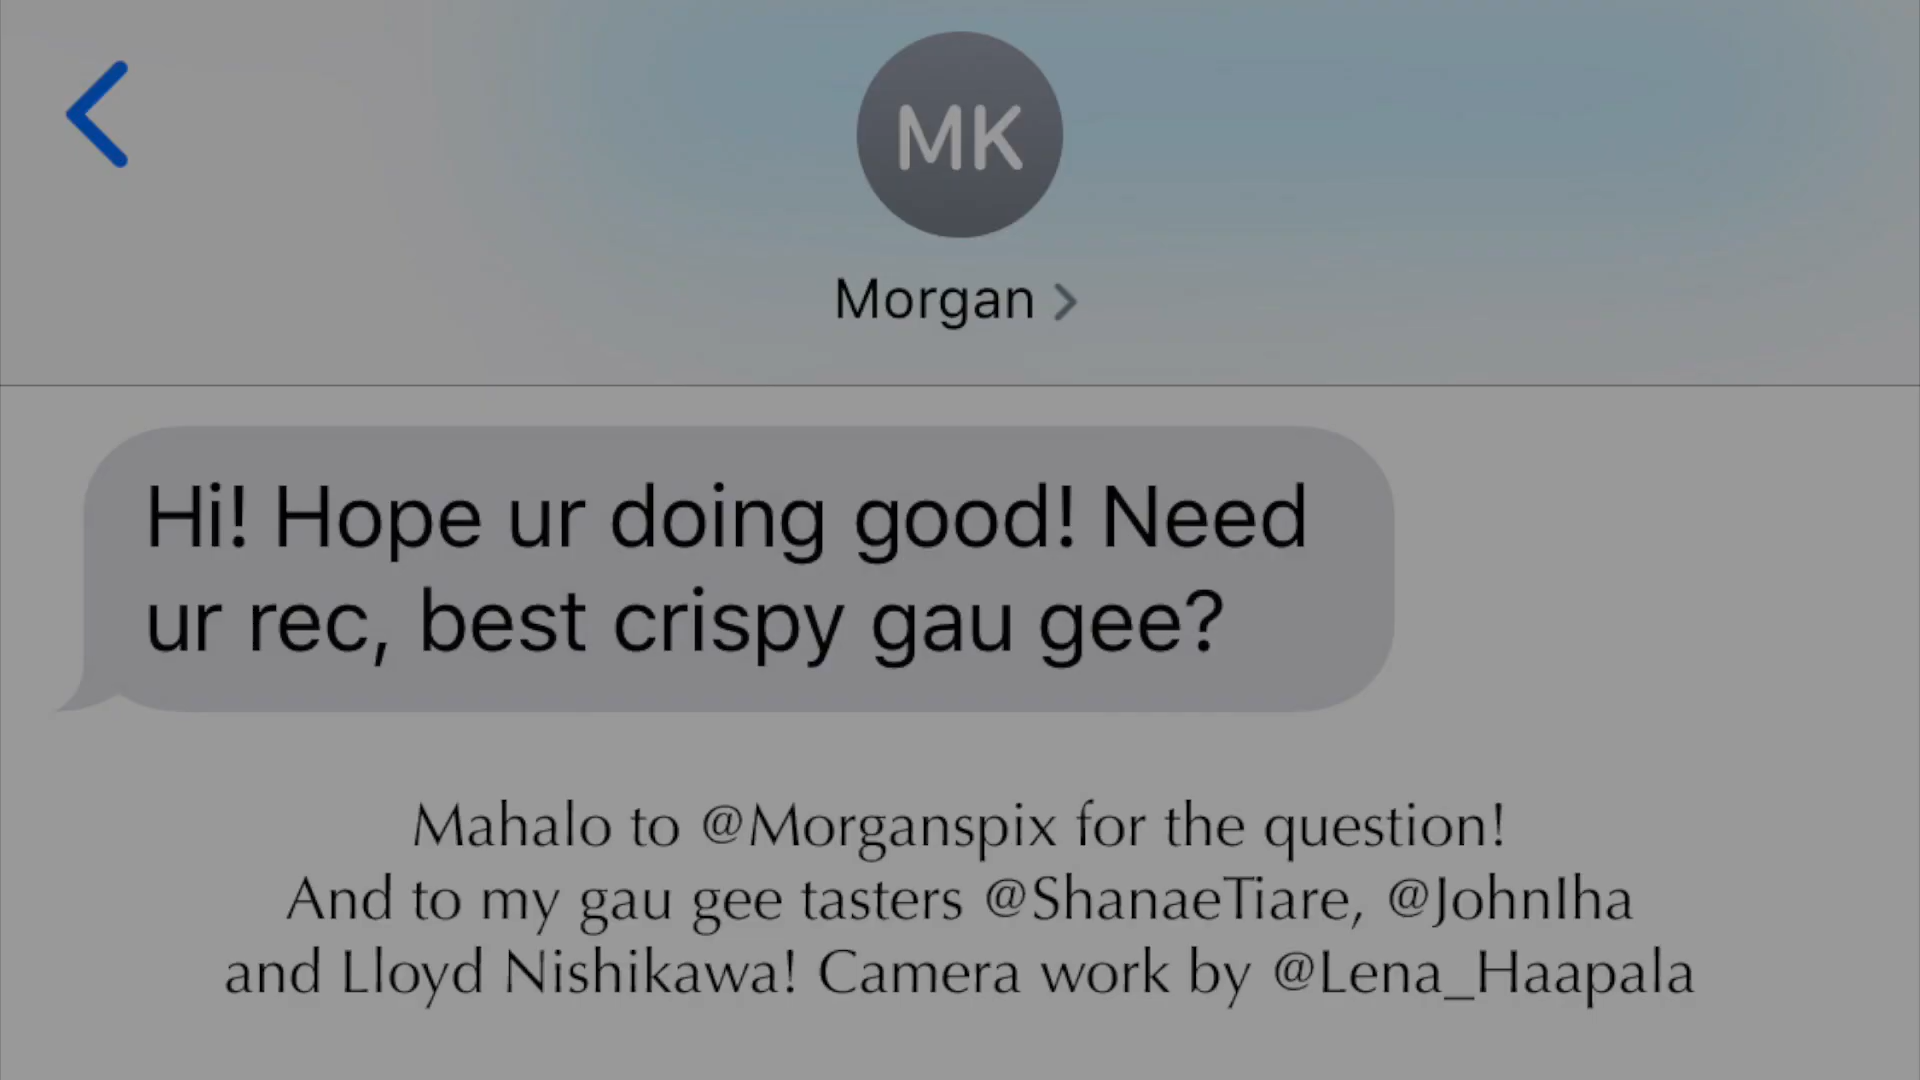 MK
Morgan
Hi! Hope ur doing good! Need
ur rec, best crispy gau gee?
Mahalo to @Morganspix for the question!
And to my gau gee tasters @ShanaeTiare, @JohnIha
and Lloyd Nishikawa! Camera work by @Lena_Haapala